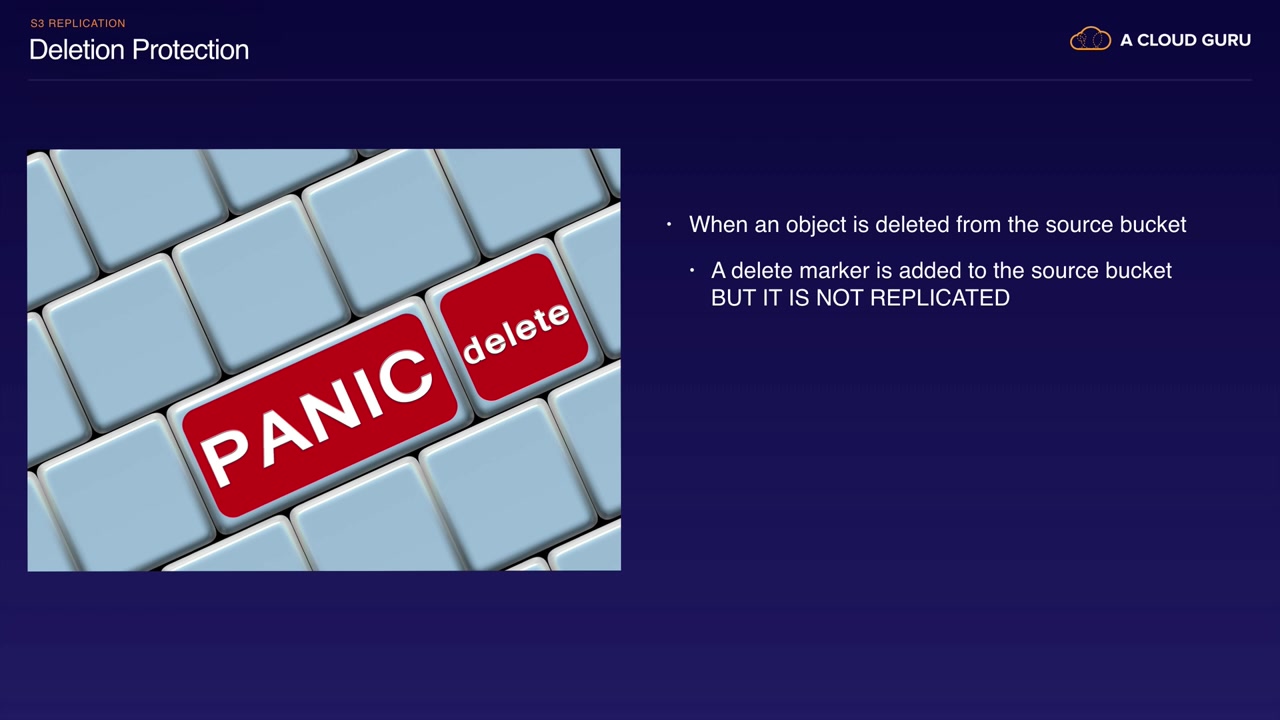 S3 REPLICATION
Deletion Protection
A CLOUD GURU
PANIC
delete
• When an object is deleted from the source bucket
• A delete marker is added to the source bucket
BUT IT IS NOT REPLICATED